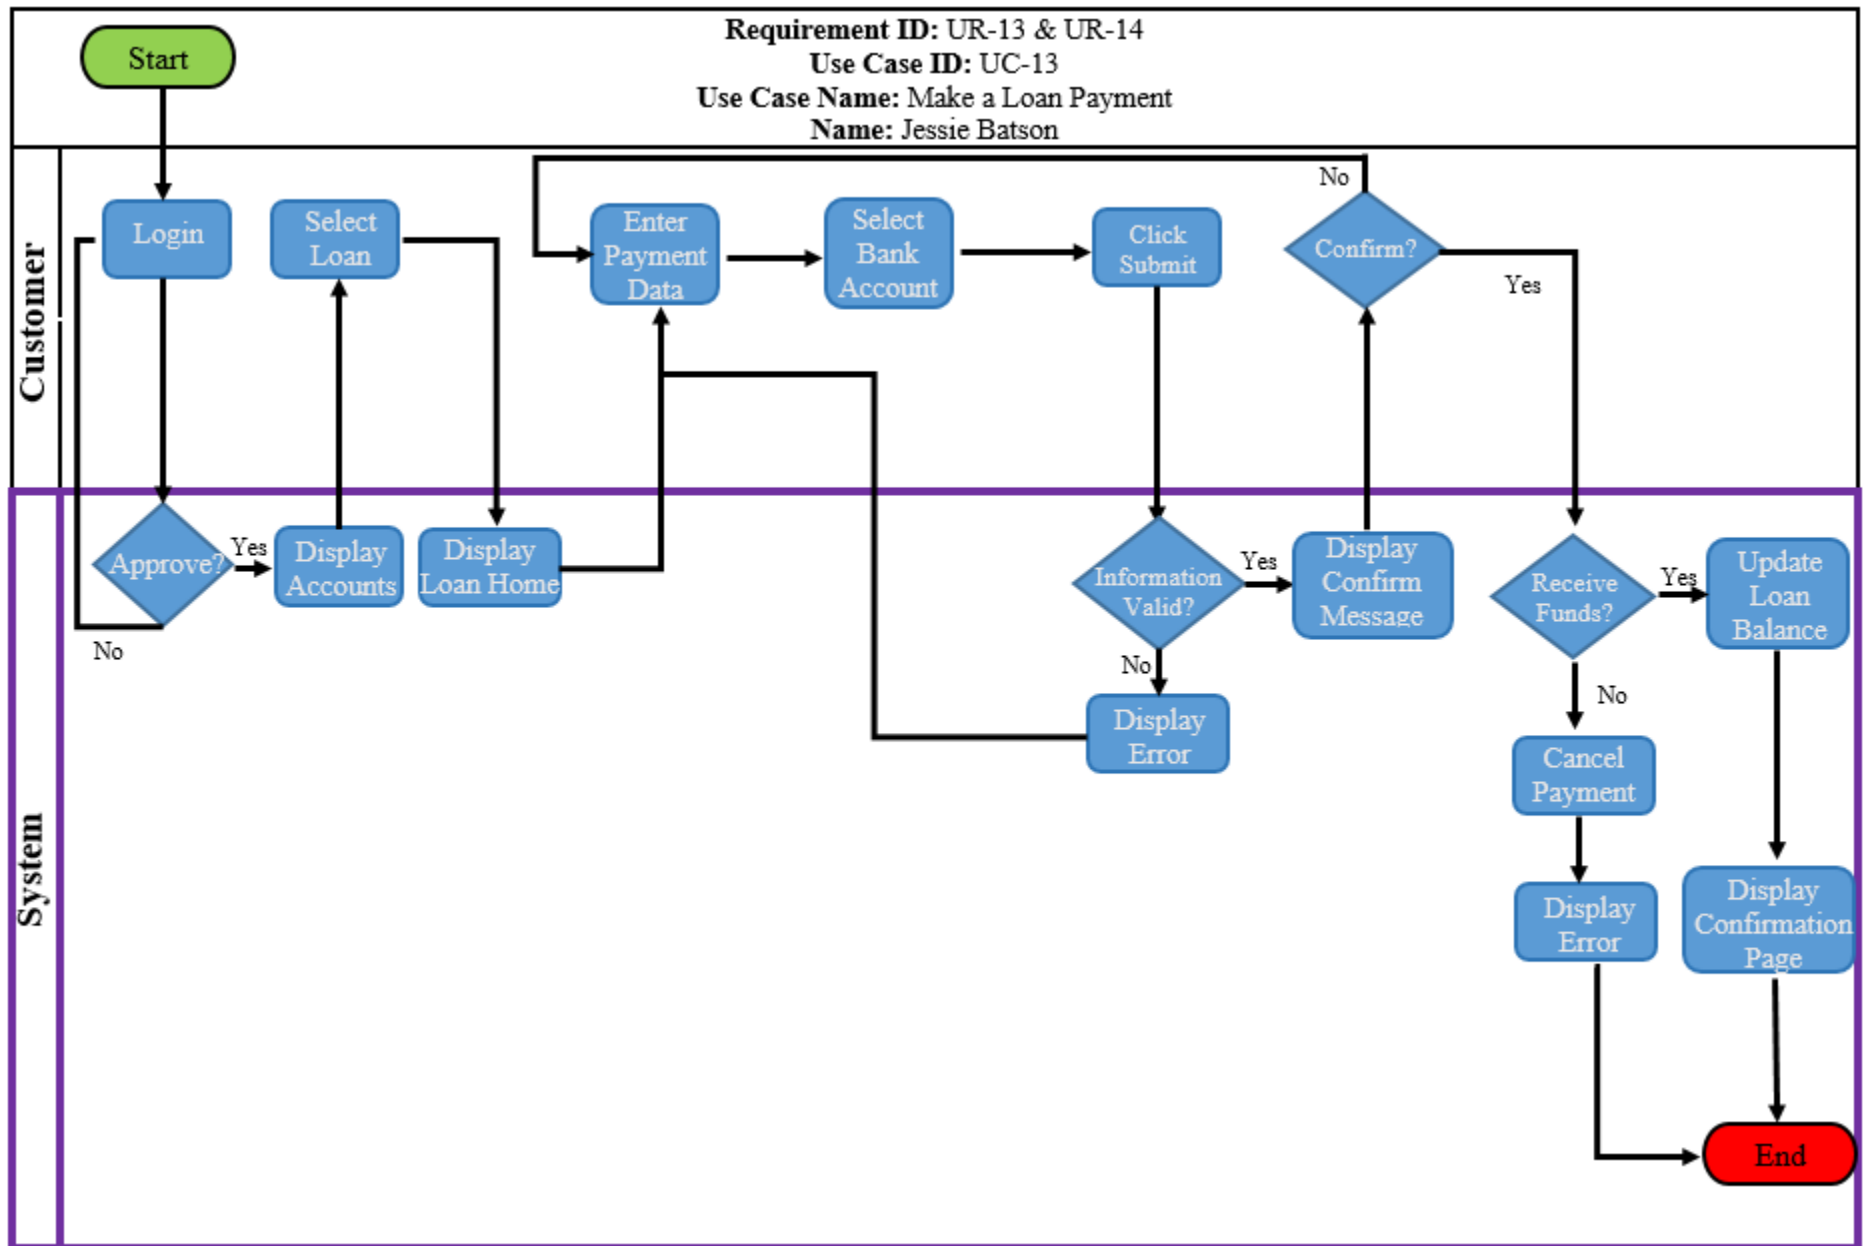 Requirement ID: UR-13 & UR-14
Use Case ID: UC-13
Use Case Name: Make a Loan Payment
Name: Jessie Batson
Start
Customer
Login
Select
Loan
Enter
Payment
Data
Select
Bank
Account
Click
Submit
No
Confirm?
Yes
System
Approve?
Yes
No
Display
Accounts
Display
Loan Home
Information
Valid?
Yes
No
Display
Confirm
Message
Display
Error
Receive
Funds?
Yes
No
Update
Loan
Balance
Cancel
Payment
Display
Error
Display
Confirmation
Page
End